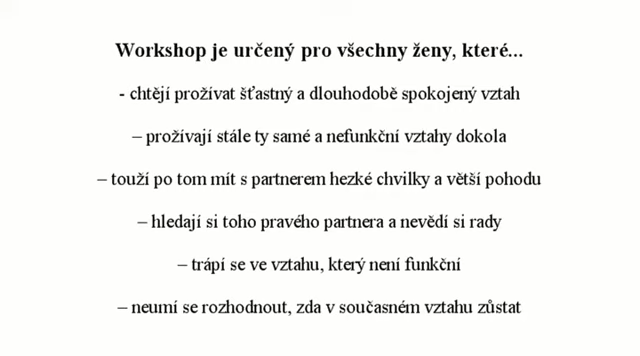 Workshop je určený pro všechny ženy, které...
- chtějí prožívat šťastný a dlouhodobě spokojený vztah
– prožívají stále ty samé a nefunkční vztahy dokola
– touží po tom mít s partnerem hezké chvilky a větší pohodu
– hledají si toho pravého partnera a nevědí si rady
– trápí se ve vztahu, který není funkční
– neumí se rozhodnout, zda v současném vztahu zůstat